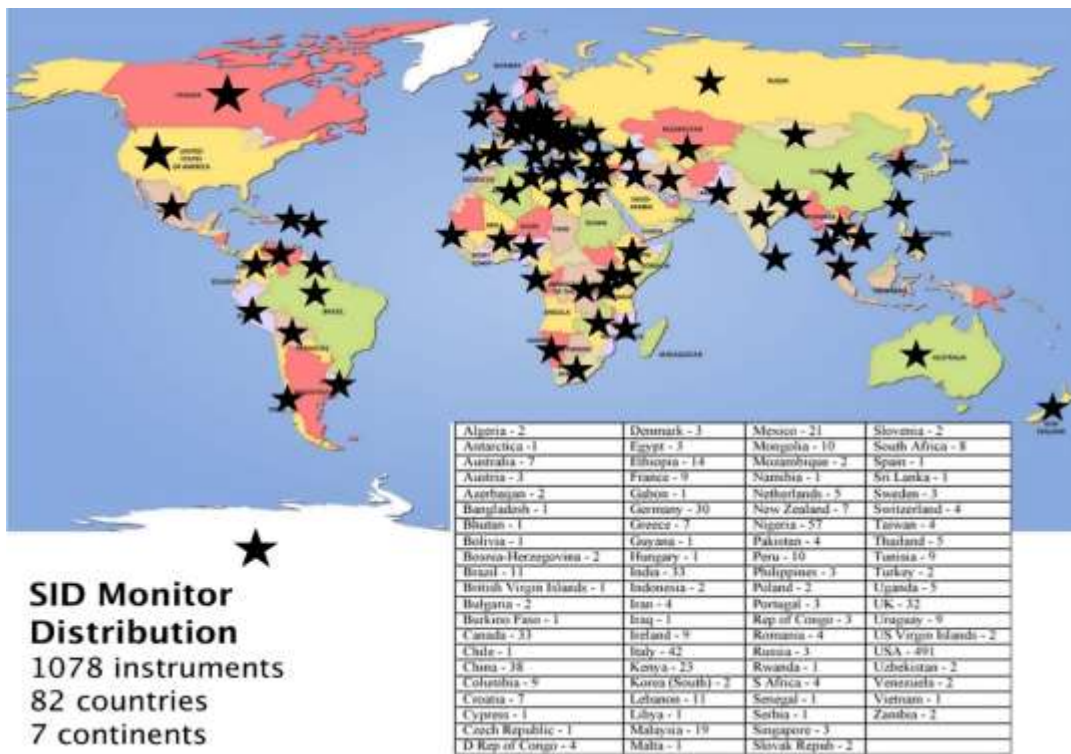 CANADA
RUSSIA
UNITED
STATES
OF AMERICA
BRAZIL
ANGOLA
SUDAN
SAUDI
ARABIA
MADAGASCAR
AUSTRALIA
Algeria - 2 Denmark - 3 Mexico - 21 Slovenia - 2
Antarctica -1 Egypt - 3 Mongolia - 10 South Africa - 8
Australia - 7 Ethiopia - 14 Mozambique - 2 Spain - 1
Austria - 3 France - 9 Namibia - 1 Sri Lanka - 1
Azerbaijan - 2 Gabon - 1 Netherlands - 5 Sweden - 3
Bangladesh - 1 Germany - 30 New Zealand - 7 Switzerland - 4
Bhutan - 1 Greece - 7 Nigeria - 57 Taiwan - 4
Bolivia - 1 Guyana - 1 Pakistan - 4 Thailand - 5
Bosnia-Herzegovina - 2 Hungary - 1 Peru - 10 Tunisia - 9
Brazil - 11 India - 33 Philippines - 3 Turkey - 2
British Virgin Islands - 1 Indonesia - 2 Poland - 2 Uganda - 5
Bulgaria - 2 Iran - 4 Portugal - 3 UK - 32
Burkino Faso - 1 Iraq - 1 Rep of Congo - 3 Uruguay - 9
Canada - 33 Ireland - 9 Romania - 4 US Virgin Islands - 2
Chile - 1 Italy - 42 Russia - 3 USA - 491
China - 38 Kenya - 23 Rwanda - 1 Uzbekistan - 2
Columbia - 9 Korea (South) - 2 S Africa - 4 Venezuela - 2
Croatia - 7 Lebanon - 11 Senegal - 1 Vietnam - 1
Cypress - 1 Libya - 1 Serbia - 1 Zambia - 2
Czech Republic - 1 Malaysia - 19 Singapore - 3
D Rep of Congo - 4 Malta - 1 Slovak Repub - 2
SID Monitor
Distribution
1078 instruments
82 countries
7 continents